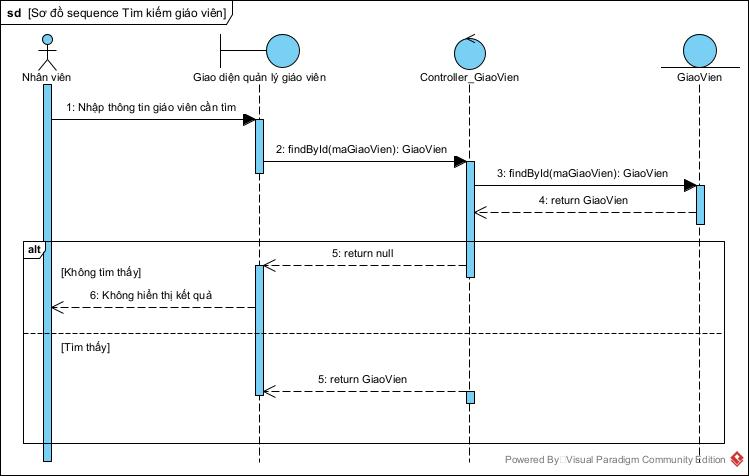 sd [Sơ đồ sequence Tìm kiếm giáo viên]
Nhân viên
Giao diện quản lý giáo viên
Controller_GiaoVien
GiaoVien
1: Nhập thông tin giáo viên cần tìm
2: findById(maGiaoVien): GiaoVien
3: findById(maGiaoVien): GiaoVien
4: return GiaoVien
alt
5: return null
[Không tìm thấy]
6: Không hiển thị kết quả
[Tìm thấy]
5: return GiaoVien
Powered By Visual Paradigm Community Edition